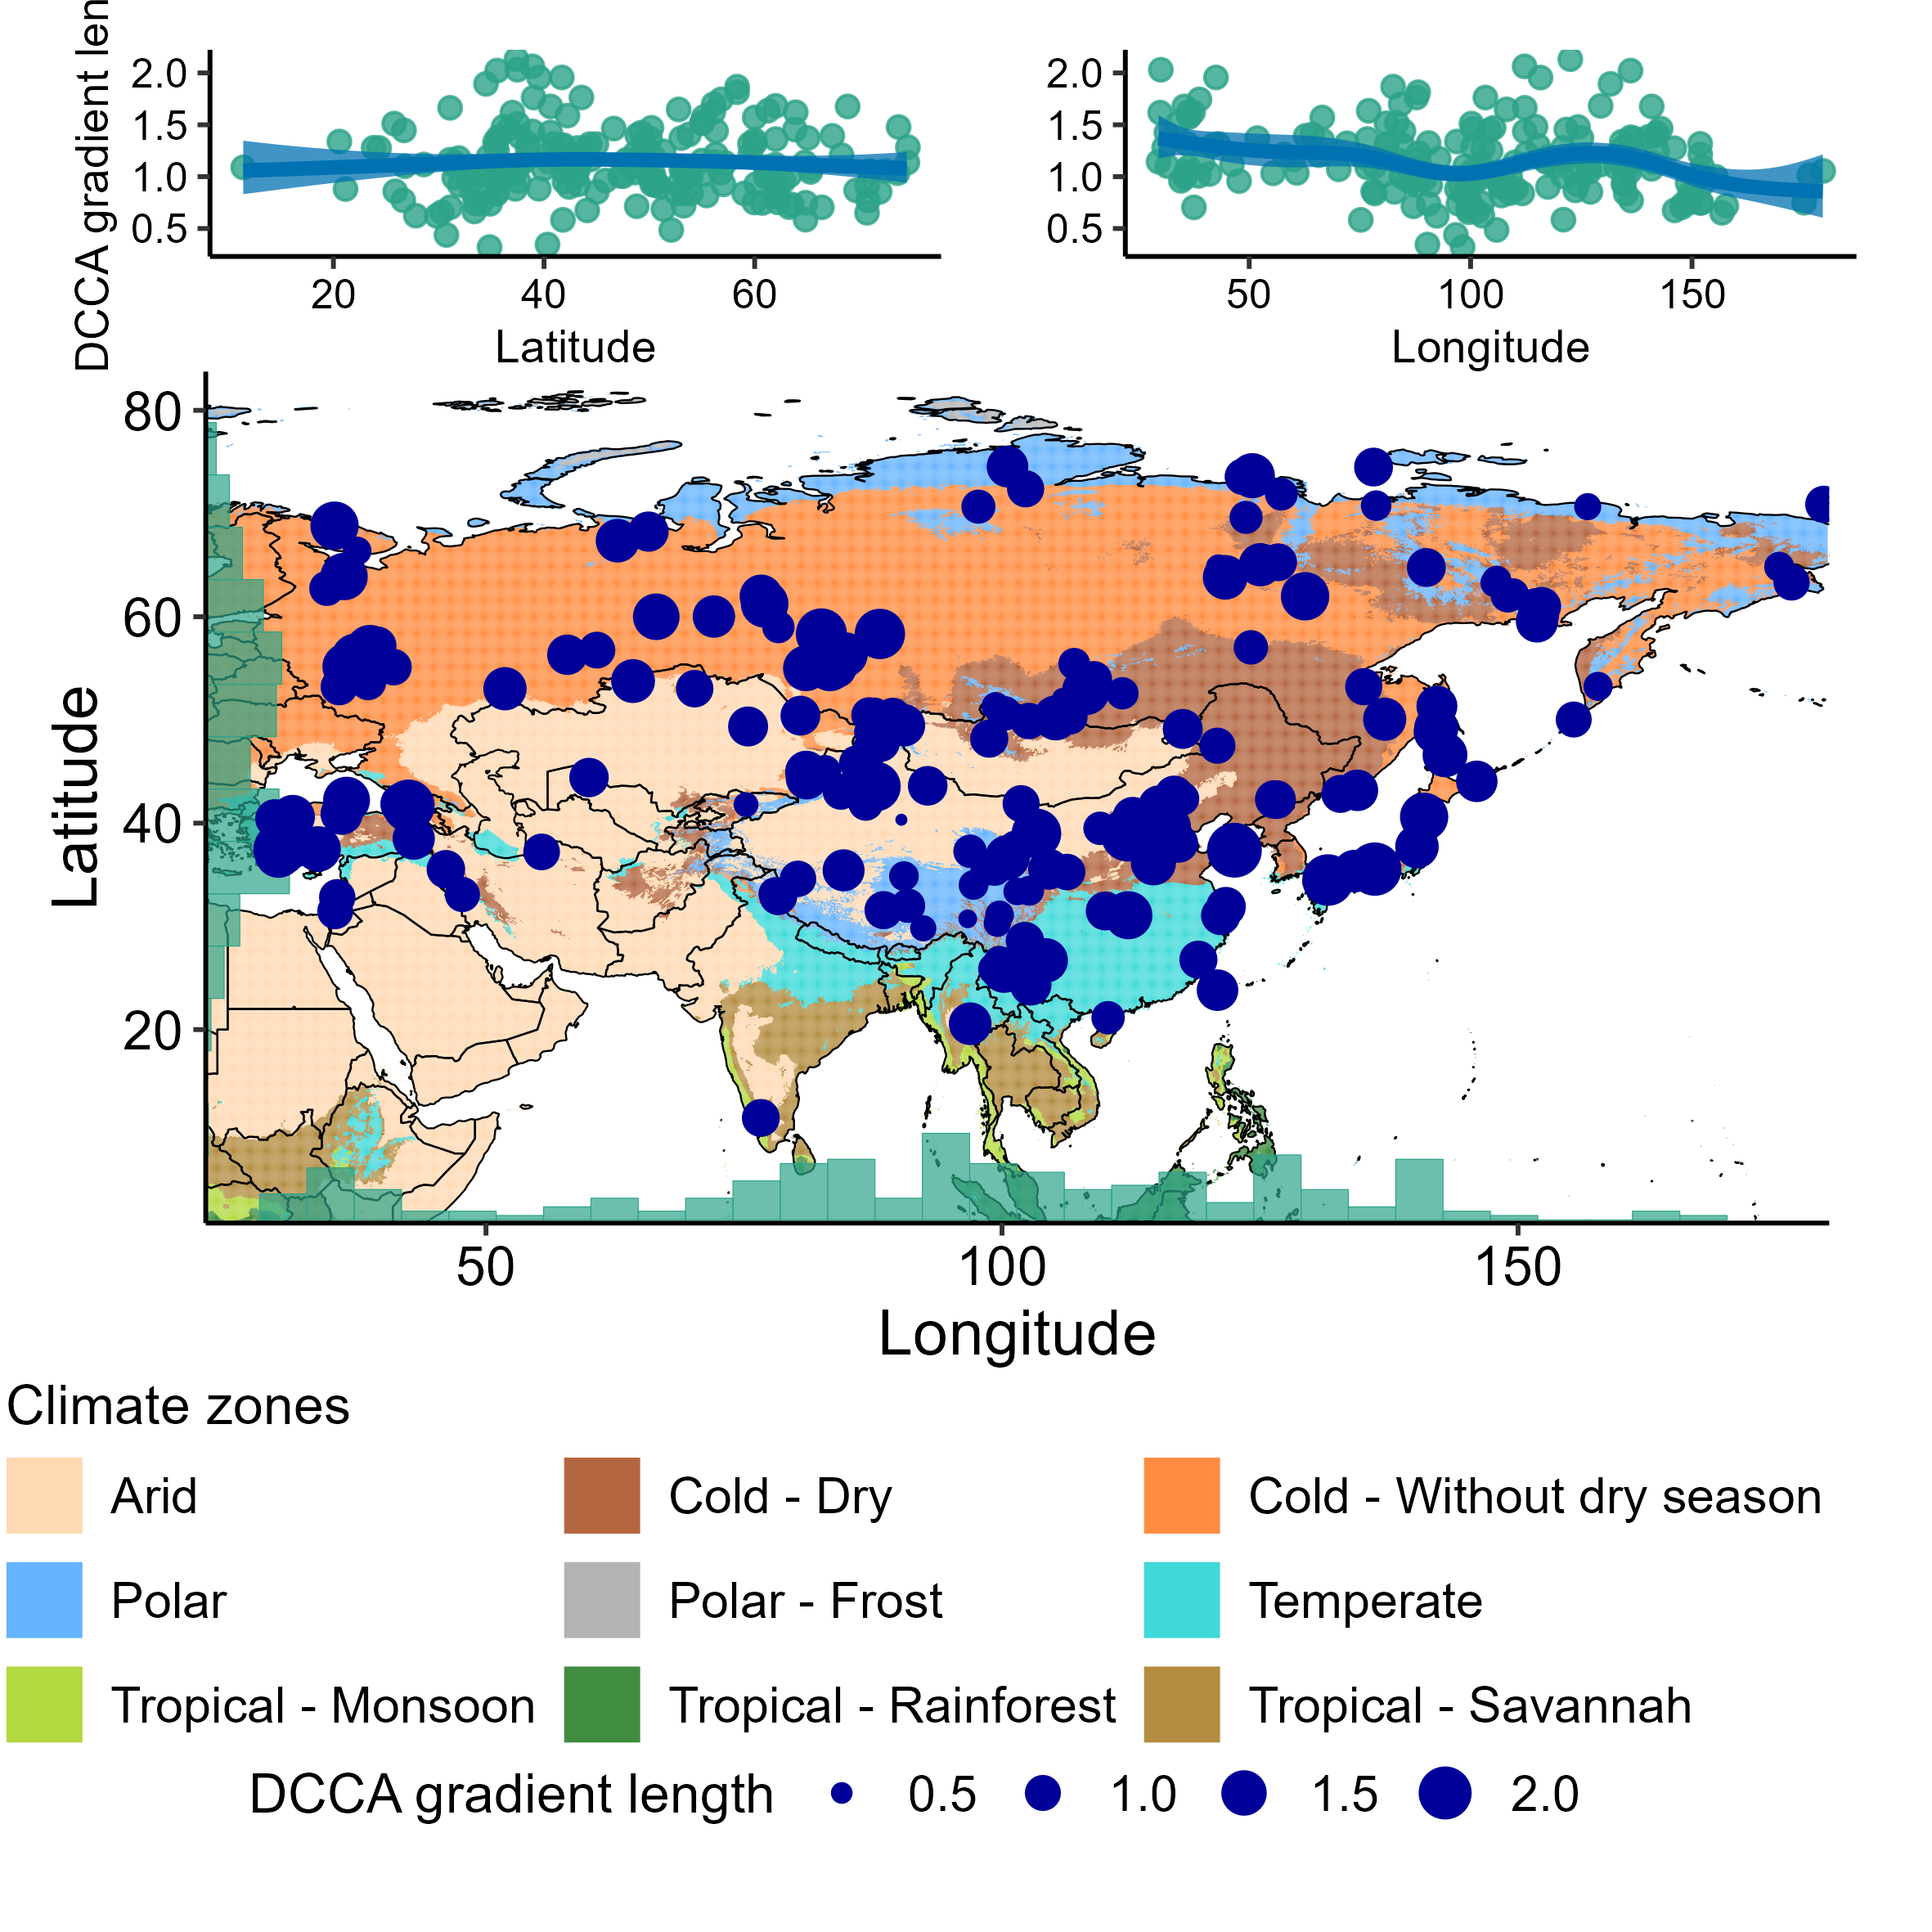 DCCA gradient len
2.0
1.5
1.0
0.5
20 40 60
Latitude
2.0
1.5
1.0
0.5
50 100 150
Longitude
Latitude
80
60
40
20
50 100 150
Longitude
Climate zones
Arid Cold - Dry Cold - Without dry season
Polar Polar - Frost Temperate
Tropical - Monsoon Tropical - Rainforest Tropical - Savannah
DCCA gradient length 0.5 1.0 1.5 2.0